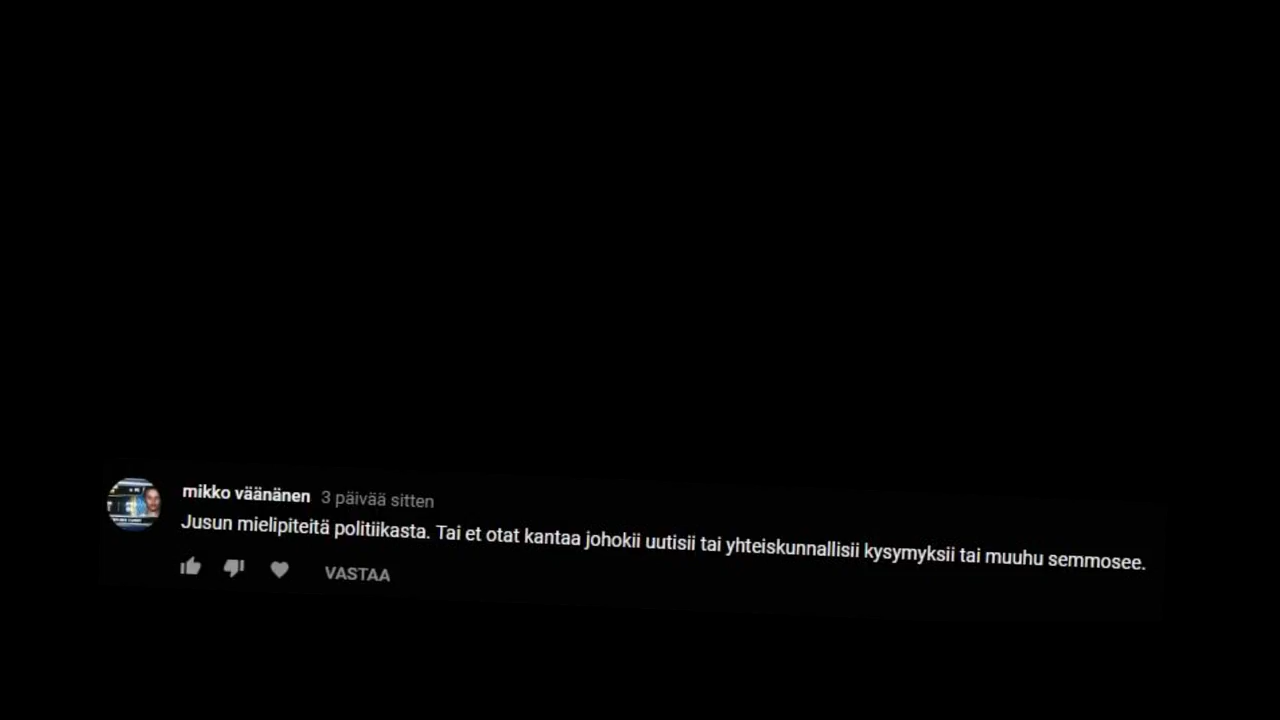 mikko väänänen 3 päivää sitten
Jusun mielipiteitä politiikasta. Tai et otat kantaa johokii uutisii tai yhteiskunnallisii kysymyksii tai muuhu semmosee.
VASTAA